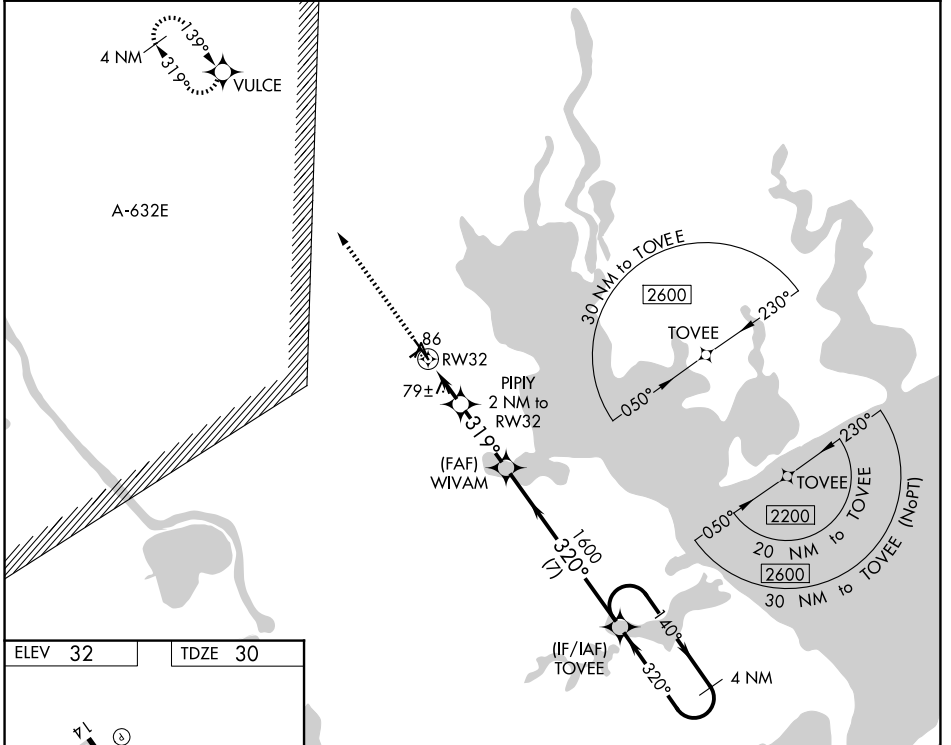 139°
4 NM
319°
VULCE
A-632E
30 NM to TOVEE
2600
230°
TOVEE
050°
86
RW32
79±
PIPIY
2 NM to
RW32
319°
(FAF)
WIVAM
230°
TOVEE
050°
2200
20 NM to TOVEE
2600
30 NM to TOVEE (NoPT)
1600
320°
(7)
140°
(IF/IAF)
TOVEE
320°
4 NM
ELEV 32
TDZE 30
14
P